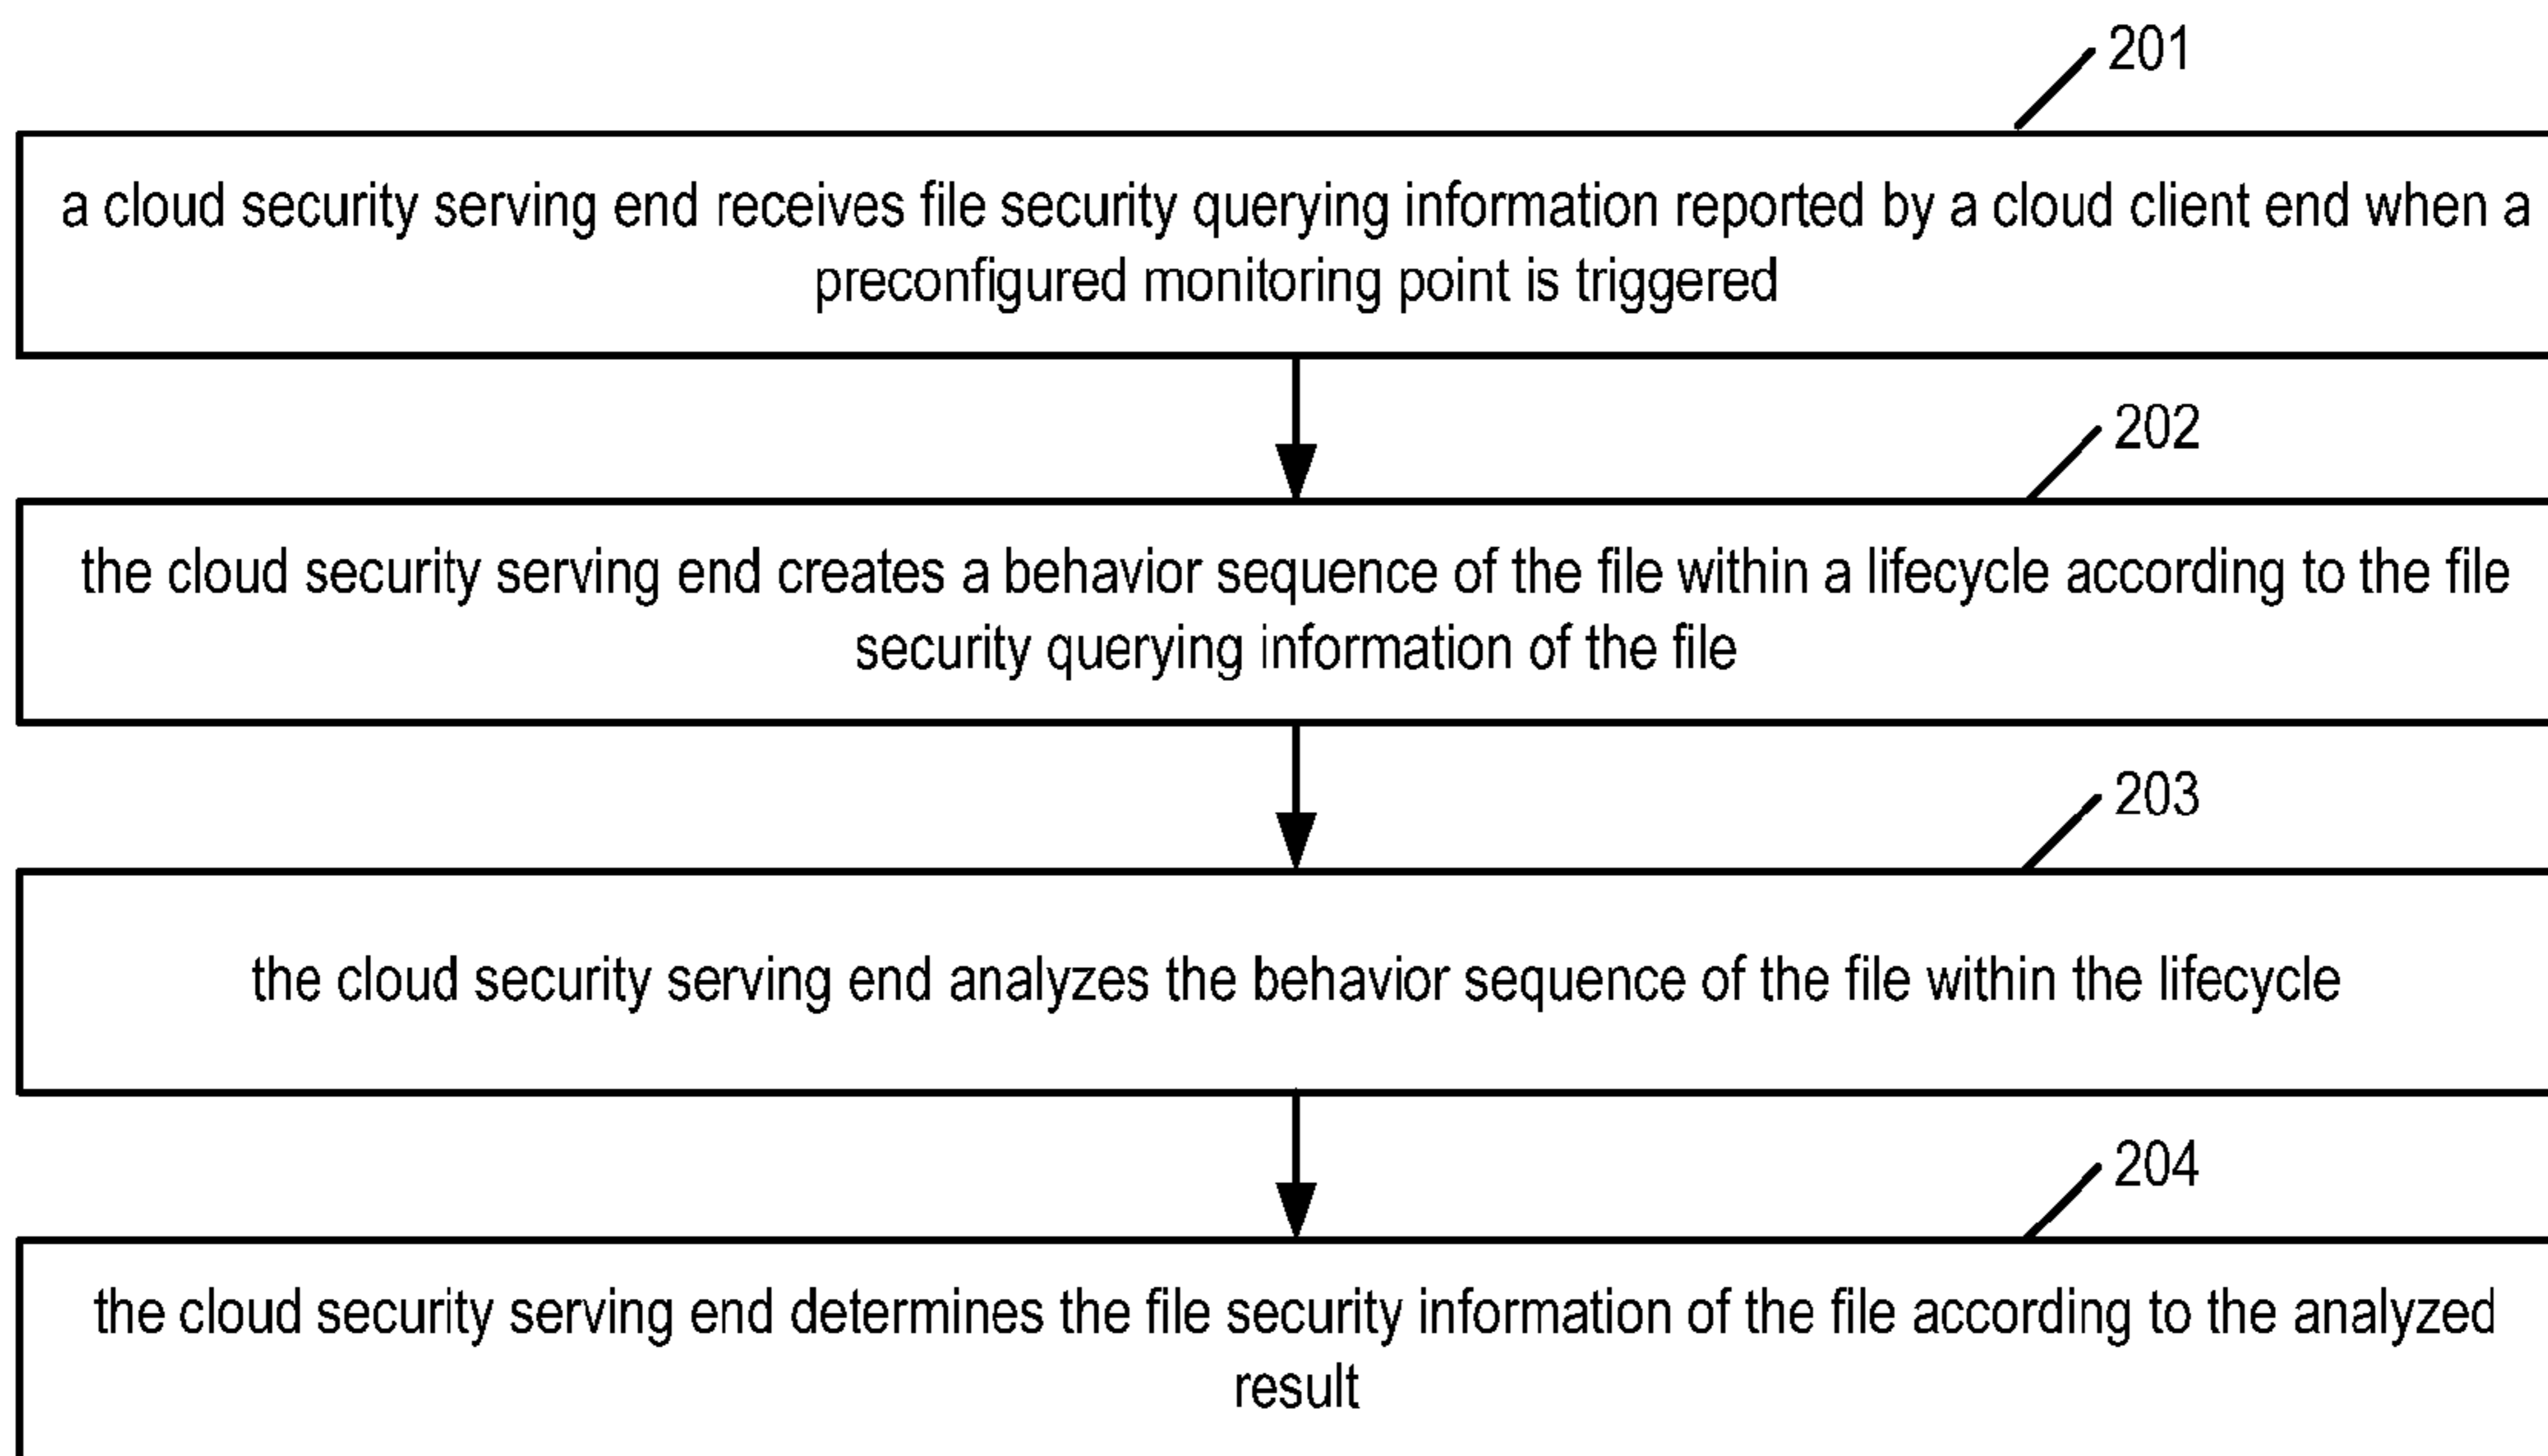 201
a cloud security serving end receives file security querying information reported by a cloud client end when a
preconfigured monitoring point is triggered
202
the cloud security serving end creates a behavior sequence of the file within a lifecycle according to the file
security querying information of the file
203
the cloud security serving end analyzes the behavior sequence of the file within the lifecycle
204
the cloud security serving end determines the file security information of the file according to the analyzed
result